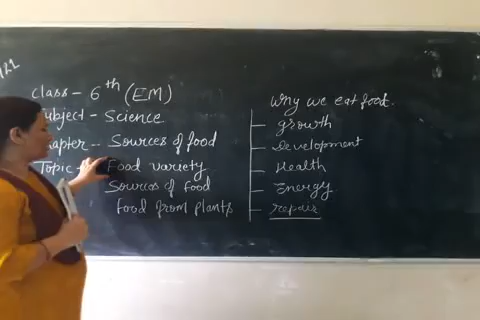 Class - 6th (EM)
Subject - Science
Chapter - Sources of food
Topic - Food variety
Sources of food
food from plants
Why we eat food.
growth
Development
Health
Energy
repair